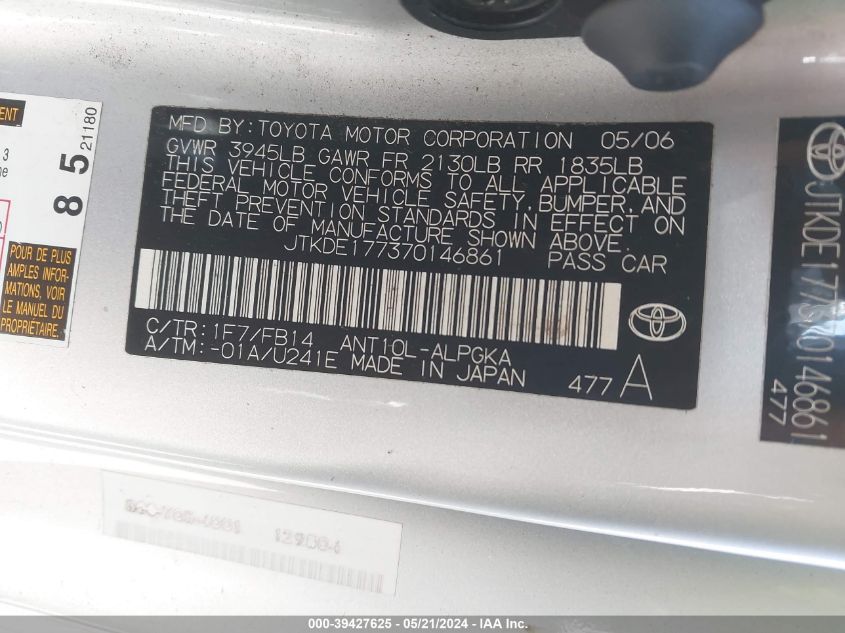 MFD BY: TOYOTA MOTOR CORPORATION 05/06
GVWR 3945LB GAWR FR 2130LB RR 1835LB
THIS VEHICLE CONFORMS TO ALL APPLICABLE
FEDERAL MOTOR VEHICLE SAFETY, BUMPER, AND
THEFT PREVENTION STANDARDS IN EFFECT ON
THE DATE OF MANUFACTURE SHOWN ABOVE.
JTKDE177370146861 PASS CAR
C/TR: 1F7/FB14 ANT10L-ALPGKA
A/TM: -01A/U241E MADE IN JAPAN
477 A
MENT
3
85
21180
POUR DE PLUS
AMPLES INFOR-
MATIONS, VOIR
LE MANUEL DU
PROPRIÉTAIRE.
JTKDE177370146861
477
000-39427625 - 05/21/2024 - IAA Inc.